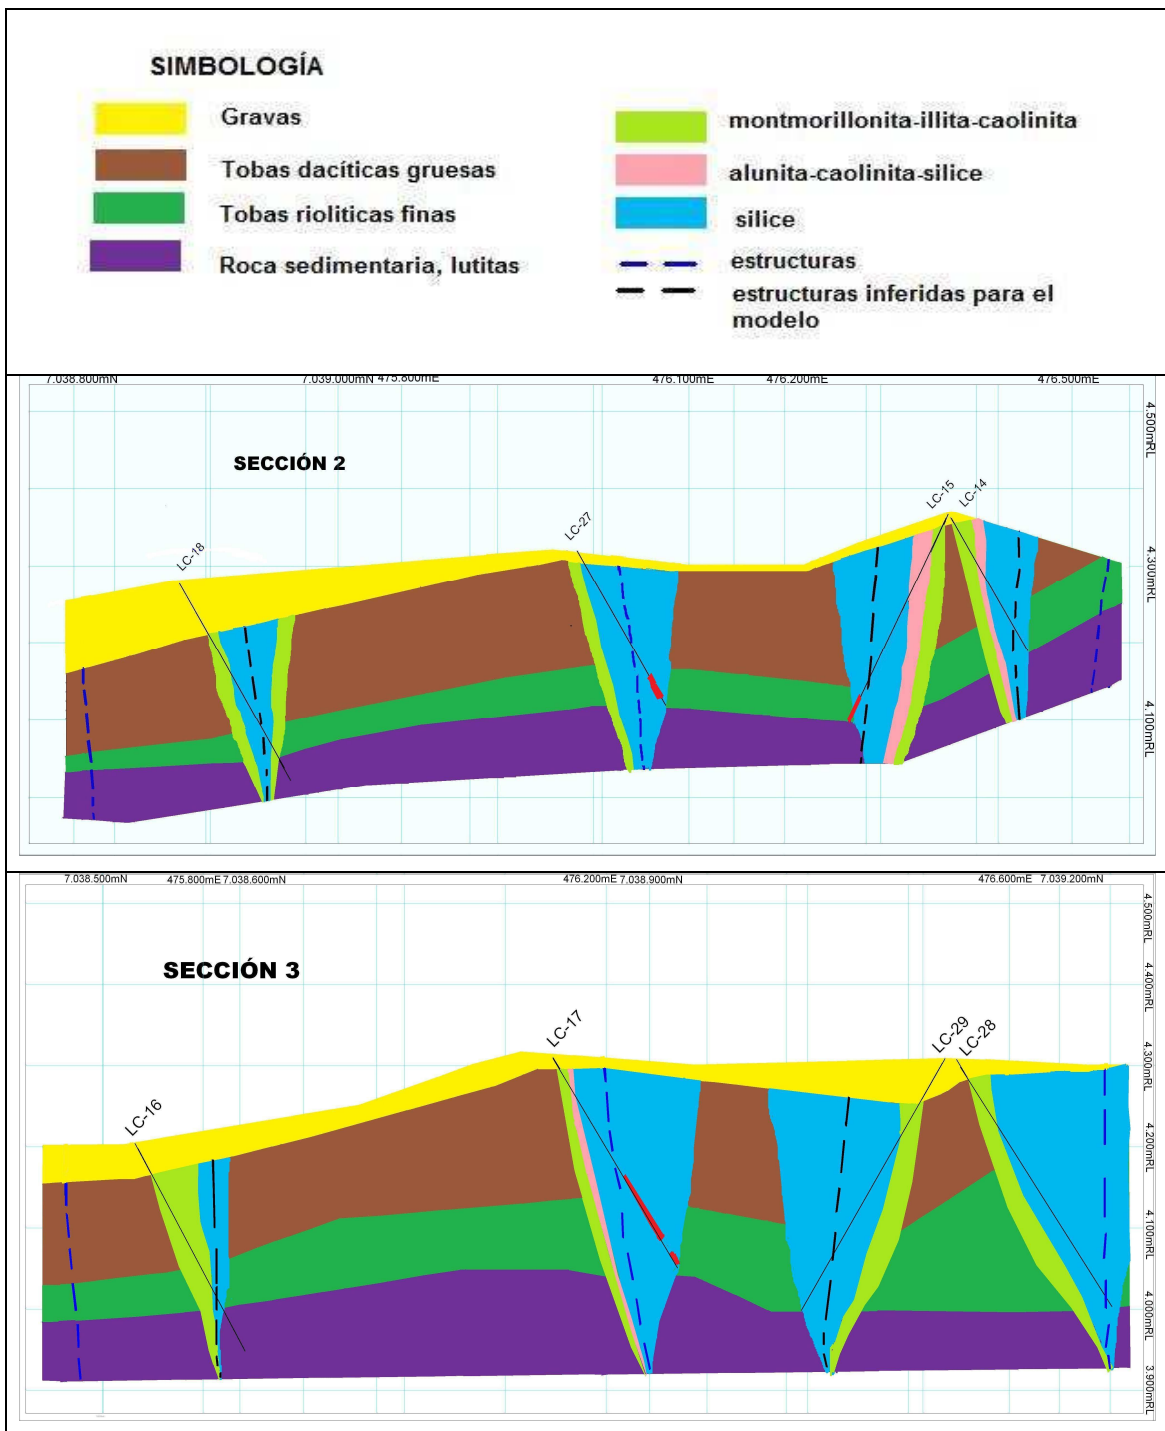 SIMBOLOGÍA
Gravas
Tobas dacíticas gruesas
Tobas rioliticas finas
Roca sedimentaria, lutitas
montmorillonita-illita-caolinita
alunita-caolinita-silice
silice
estructuras
estructuras inferidas para el
modelo
7.038.800mN
7.039.000mN
475.800mE
476.100mE
476.200mE
476.500mE
SECCIÓN 2
LC-18
LC-27
LC-15
LC-14
4.500mRL
4.300mRL
4.100mRL
7.038.500mN
475.800mE
7.038.600mN
476.200mE
7.038.900mN
476.600mE
7.039.200mN
SECCIÓN 3
LC-16
LC-17
LC-29
LC-28
4.500mRL
4.400mRL
4.300mRL
4.200mRL
4.100mRL
4.000mRL
3.900mRL